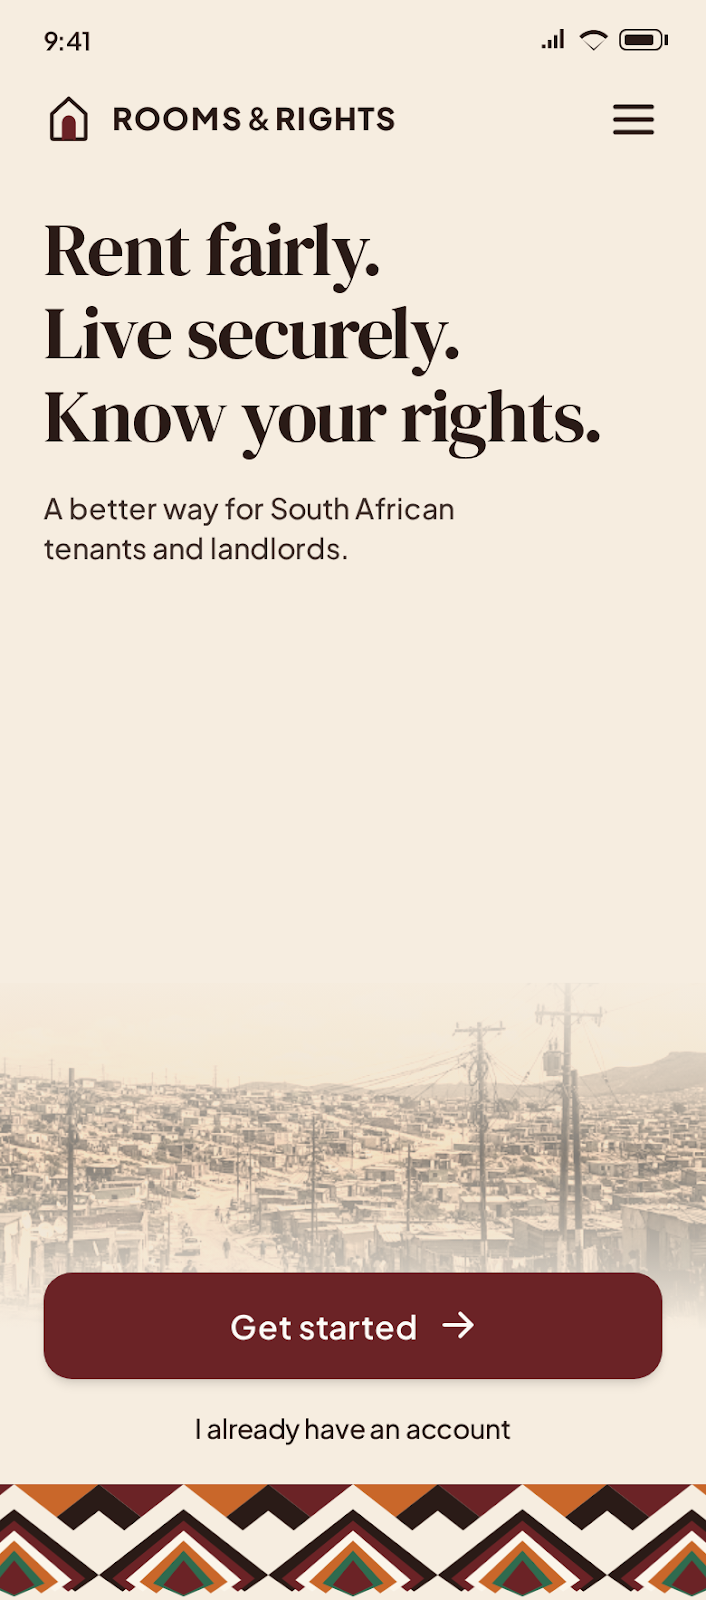 9:41
ROOMS & RIGHTS
Rent fairly.
Live securely.
Know your rights.
A better way for South African
tenants and landlords.
Get started →
I already have an account